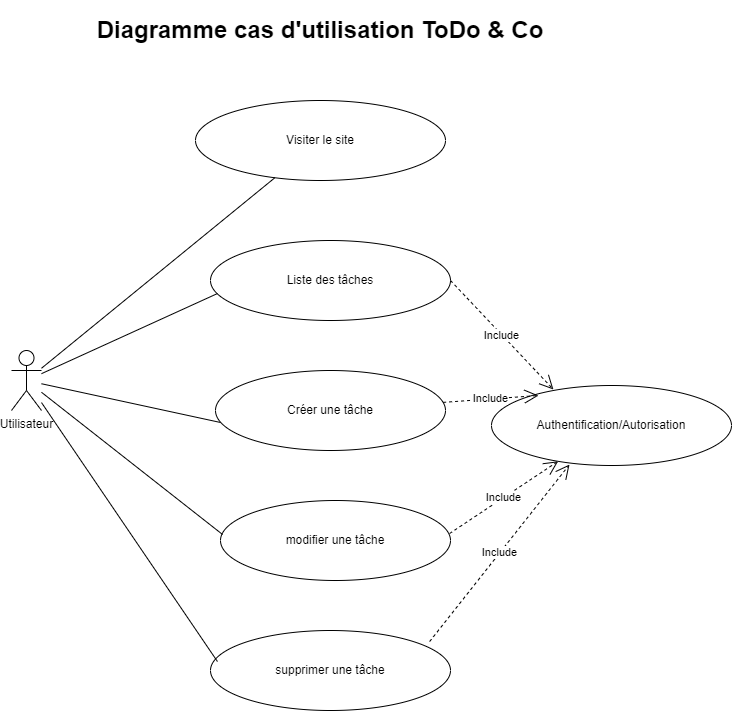 Diagramme cas d'utilisation ToDo & Co
Visiter le site
Liste des tâches
Include
Utilisateur
Créer une tâche
Include
Authentification/Autorisation
Include
modifier une tâche
Include
supprimer une tâche